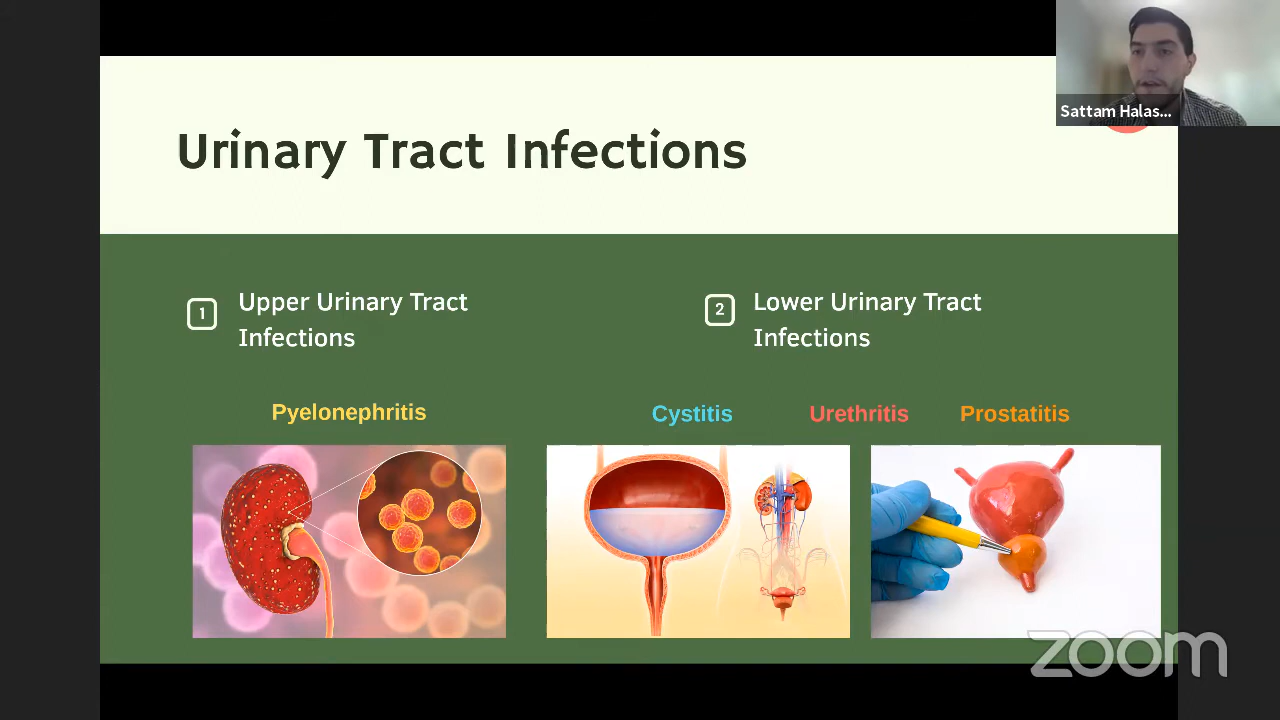 Sattam Halas...
Urinary Tract Infections
1
Upper Urinary Tract
Infections
2
Lower Urinary Tract
Infections
Pyelonephritis
Cystitis
Urethritis
Prostatitis
zoom